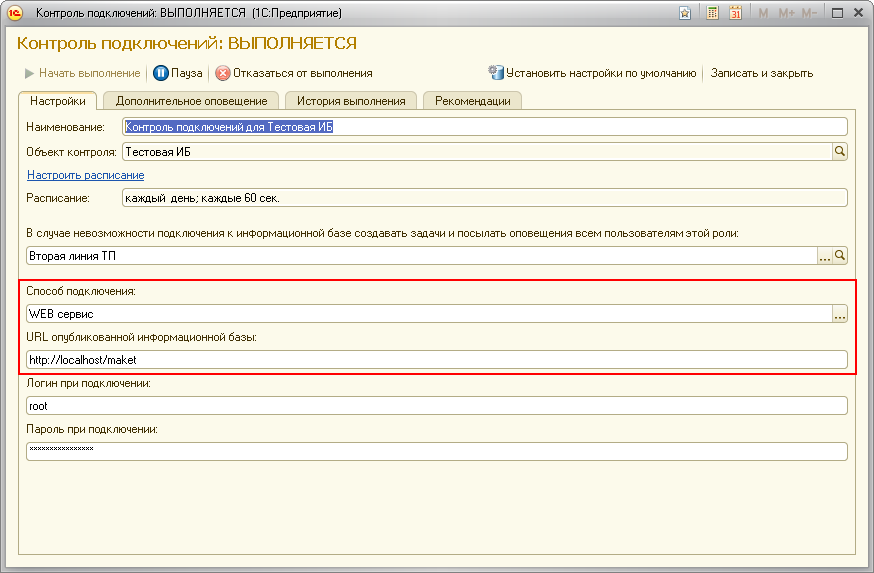 Контроль подключений: ВЫПОЛНЯЕТСЯ (1С:Предприятие)
M M+ M-
Контроль подключений: ВЫПОЛНЯЕТСЯ
Начать выполнение Пауза Отказаться от выполнения Установить настройки по умолчанию Записать и закрыть
Настройки Дополнительное оповещение История выполнения Рекомендации
Наименование: Контроль подключений для Тестовая ИБ
Объект контроля: Тестовая ИБ
Настроить расписание
Расписание: каждый день; каждые 60 сек.
В случае невозможности подключения к информационной базе создавать задачи и посылать оповещения всем пользователям этой роли:
Вторая линия ТП ...
Способ подключения:
WEB сервис ...
URL опубликованной информационной базы:
http://localhost/maket
Логин при подключении:
root
Пароль при подключении:
****************